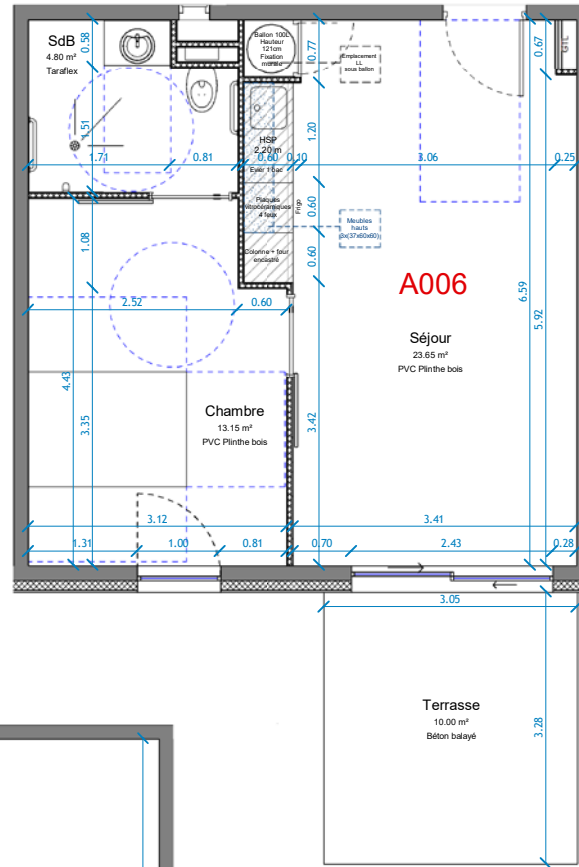 SdB
4.80 m²
Taraflex
0.58
1.51
1.71
0.81
Ballon 100L
Hauteur
121cm
Fixation
murale
0.77
Emplacement
LL
sous ballon
0.67
GTL
HSP
2,20 m
Evier 1 bac
0.60
0.10
1.20
3.06
0.25
Plaques
vitrocéramiques
4 feux
Frigo
0.60
Meubles
hauts
3x(37x60x60)
Colonne + four
encastré
0.60
1.08
2.52
0.60
A006
6.59
5.92
Séjour
23.65 m²
PVC Plinthe bois
4.43
3.35
Chambre
13.15 m²
PVC Plinthe bois
3.42
3.12
3.41
1.31
1.00
0.81
0.70
2.43
0.28
3.05
Terrasse
10.00 m²
Béton balayé
3.28